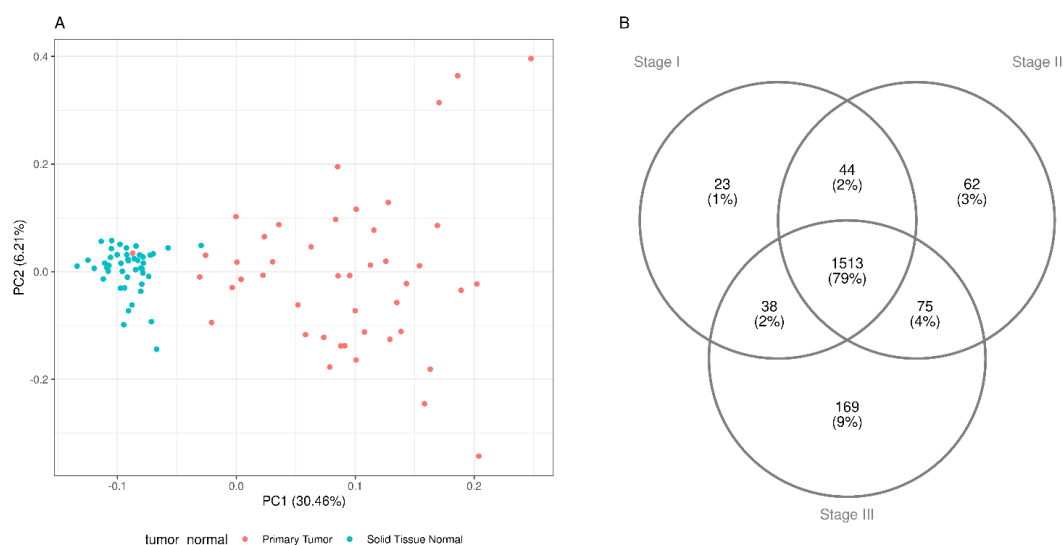 A
0.4
0.2
0.0
-0.2
PC2 (6.21%)
-0.1
0.0
0.1
0.2
PC1 (30.46%)
tumor_normal
Primary Tumor
Solid Tissue Normal
B
Stage I
Stage II
23
(1%)
44
(2%)
62
(3%)
1513
(79%)
38
(2%)
75
(4%)
169
(9%)
Stage III